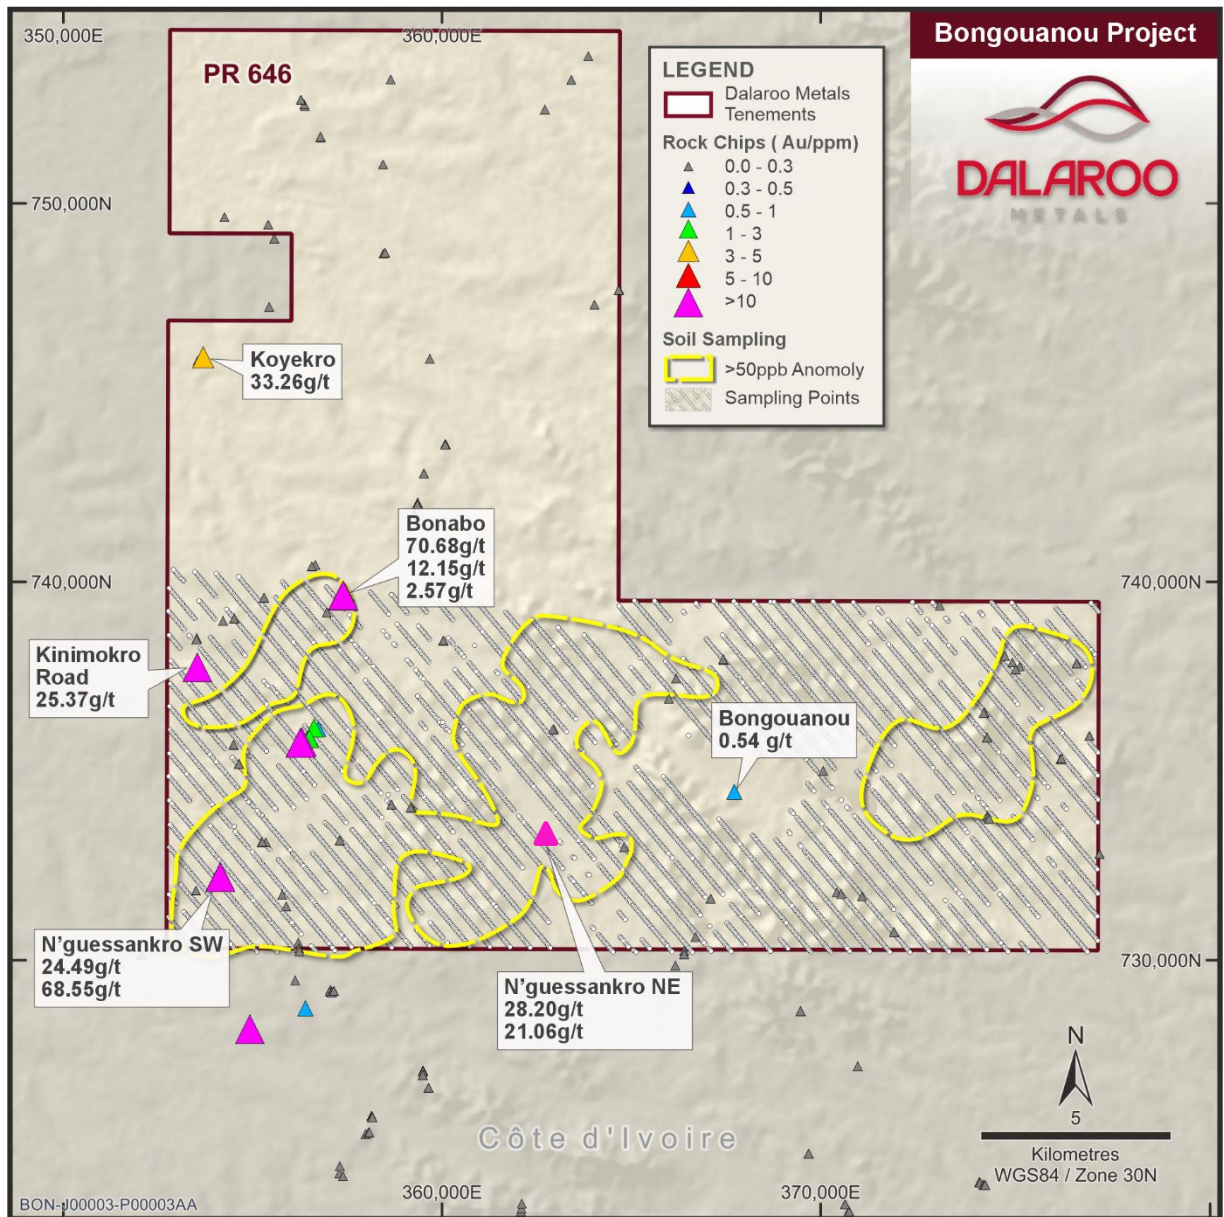 350,000E
360,000E
Bongouanou Project
PR 646
LEGEND
Dalaroo Metals
Tenements
Rock Chips ( Au/ppm)
0.0 - 0.3
0.3 - 0.5
0.5 - 1
1 - 3
3 - 5
5 - 10
>10
Soil Sampling
>50ppb Anomoly
Sampling Points
DALAROO
METALS
750,000N
Koyekro
33.26g/t
Bonabo
70.68g/t
12.15g/t
2.57g/t
740,000N
740,000N
Kinimokro
Road
25.37g/t
Bongouanou
0.54 g/t
N'guessankro SW
24.49g/t
68.55g/t
N'guessankro NE
28.20g/t
21.06g/t
730,000N
N
5
Kilometres
WGS84 / Zone 30N
Côte d'Ivoire
BON-J00003-P00003AA
360,000E
370,000E